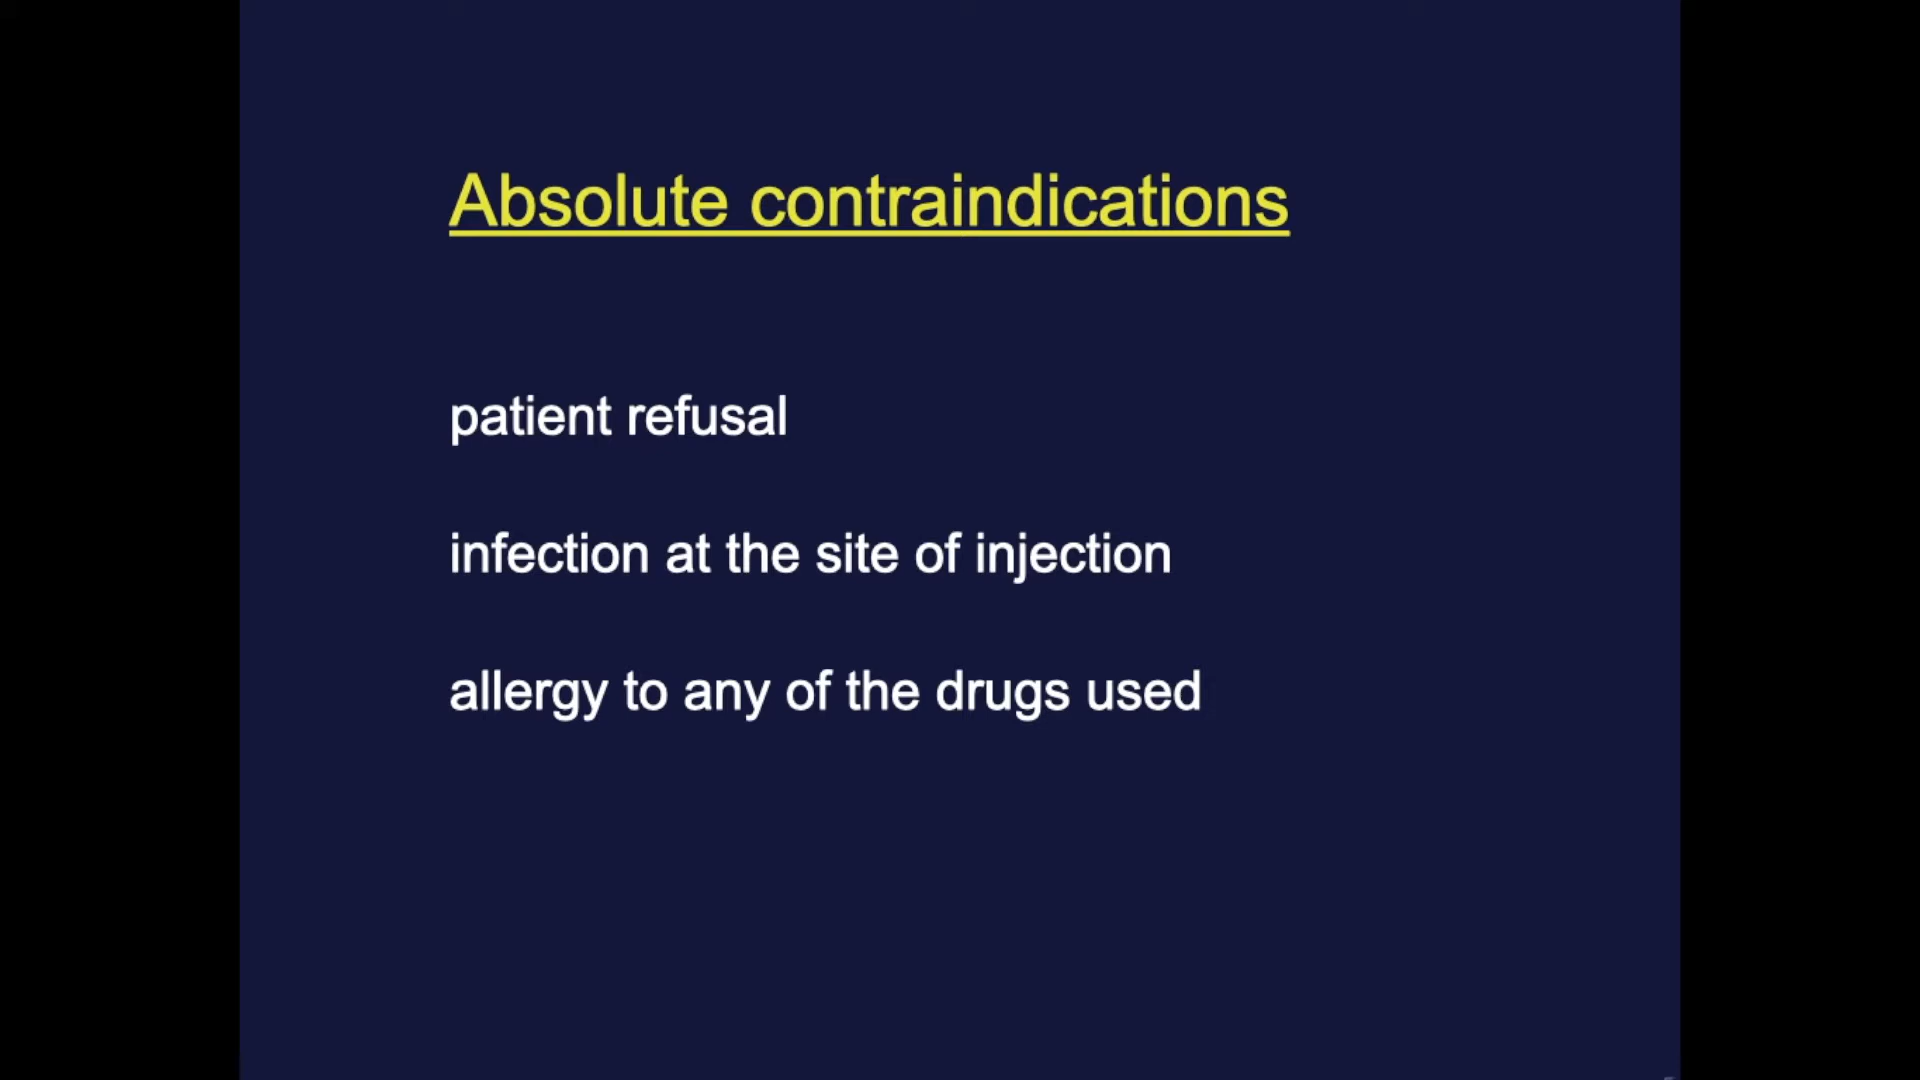 Absolute contraindications
patient refusal
infection at the site of injection
allergy to any of the drugs used